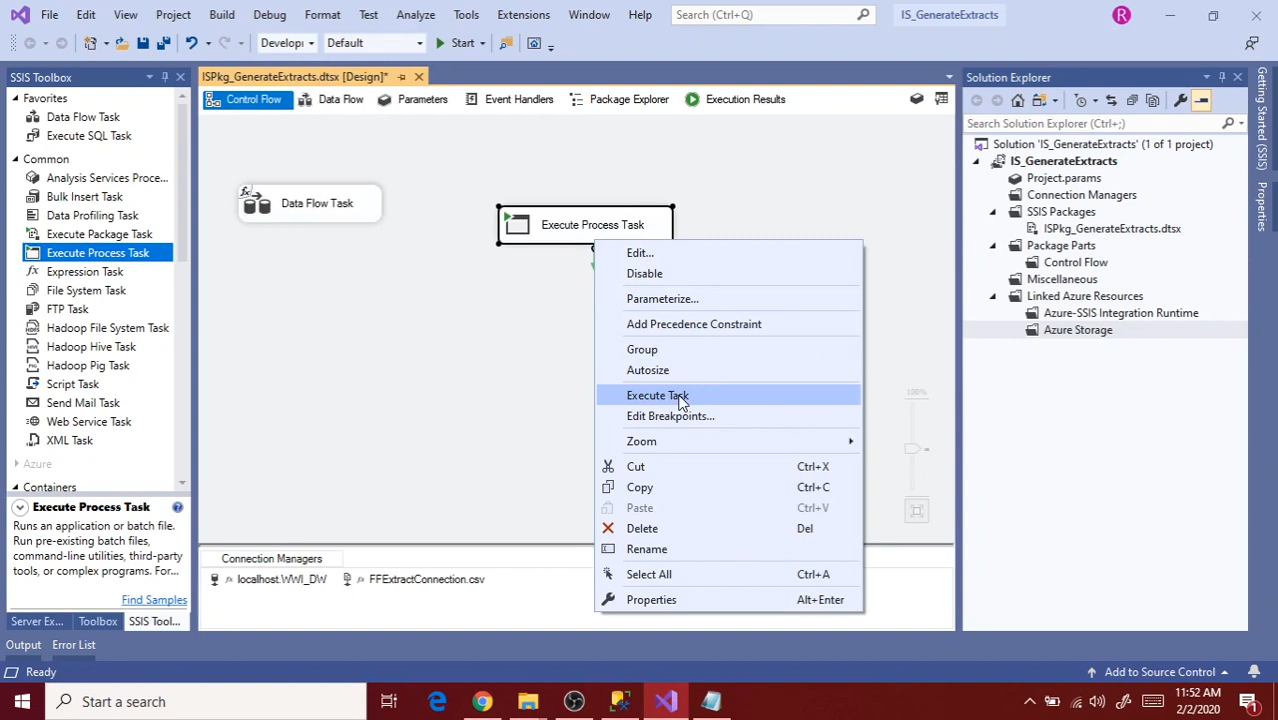 File Edit View Project Build Debug Format Test Analyze Tools Extensions Window Help Search (Ctrl+Q) IS_GenerateExtracts R
Developi Default Start
SSIS Toolbox
Favorites
Data Flow Task
Execute SQL Task
Common
Analysis Services Proce...
Bulk Insert Task
Data Profiling Task
Execute Package Task
Execute Process Task
Expression Task
File System Task
FTP Task
Hadoop File System Task
Hadoop Hive Task
Hadoop Pig Task
Script Task
Send Mail Task
Web Service Task
XML Task
Azure
Containers
Execute Process Task
Runs an application or batch file.
Run pre-existing batch files,
command-line utilities, third-party
tools, or complex programs. For...
Find Samples
Server Ex... Toolbox SSIS Tool...
ISPkg_GenerateExtracts.dtsx [Design]*
Control Flow Data Flow Parameters Event Handlers Package Explorer Execution Results
fx Data Flow Task
Execute Process Task
Edit...
Disable
Parameterize...
Add Precedence Constraint
Group
Autosize
Execute Task
Edit Breakpoints...
Zoom
Cut Ctrl+X
Copy Ctrl+C
Paste Ctrl+V
Delete Del
Rename
Select All Ctrl+A
Properties Alt+Enter
100%
Connection Managers
fx localhost.WWI_DW fx FFExtractConnection.csv
Solution Explorer
Search Solution Explorer (Ctrl+;)
Solution 'IS_GenerateExtracts' (1 of 1 project)
IS_GenerateExtracts
Project.params
Connection Managers
SSIS Packages
ISPkg_GenerateExtracts.dtsx
Package Parts
Control Flow
Miscellaneous
Linked Azure Resources
Azure-SSIS Integration Runtime
Azure Storage
Getting Started (SSIS)
Properties
Output Error List
Ready Add to Source Control
Start a search
11:52 AM
2/2/2020
1